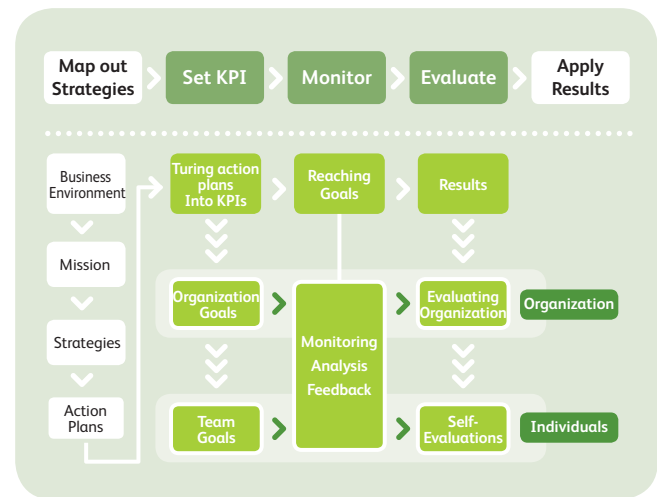 Map out
Strategies
Set KPI
Monitor
Evaluate
Apply
Results
Business
Environment
Mission
Strategies
Action
Plans
Turing action
plans
Into KPIs
Reaching
Goals
Results
Organization
Goals
Monitoring
Analysis
Feedback
Evaluating
Organization
Organization
Team
Goals
Self-
Evaluations
Individuals